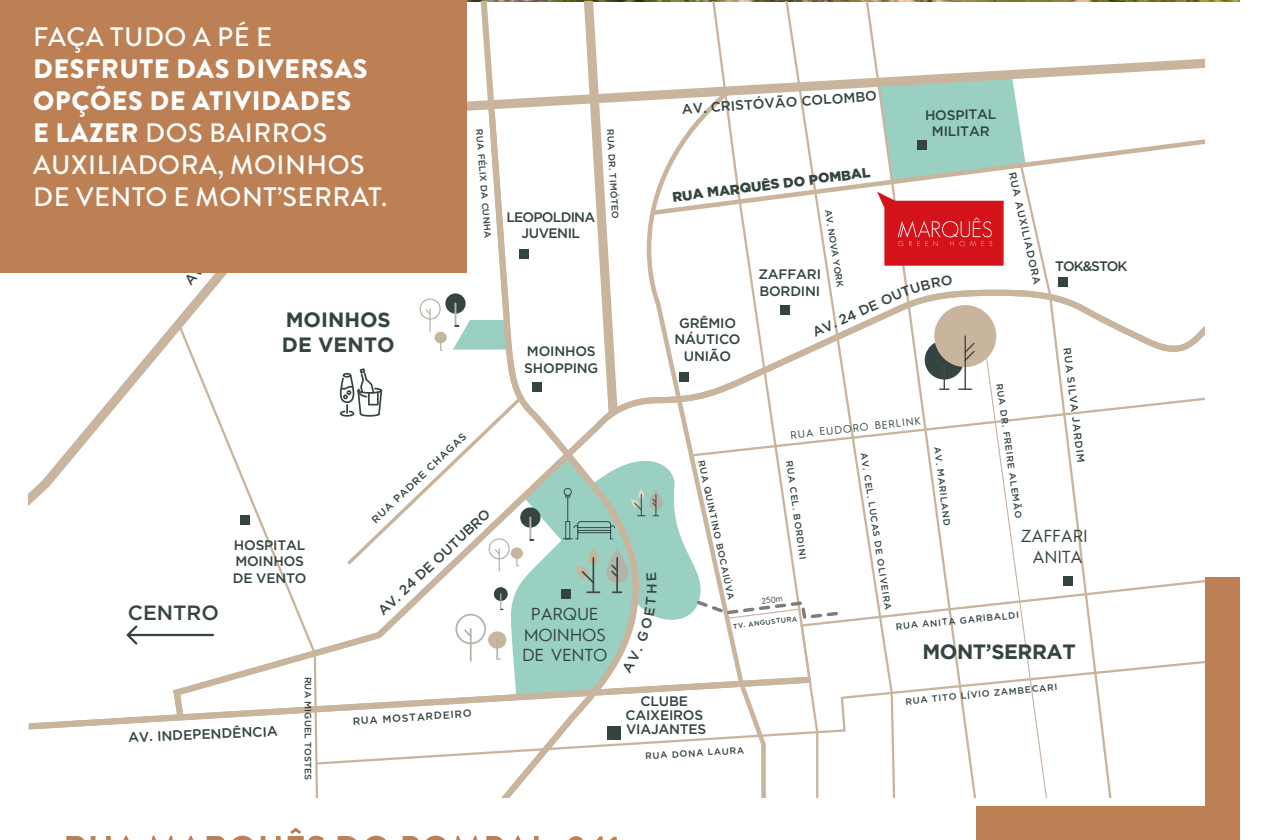 FAÇA TUDO A PÉ E
DESFRUTE DAS DIVERSAS
OPÇÕES DE ATIVIDADES
E LAZER DOS BAIRROS
AUXILIADORA, MOINHOS
DE VENTO E MONT'SERRAT.
AV. CRISTÓVÃO COLOMBO
HOSPITAL
MILITAR
RUA FÉLIX DA CUNHA
RUA DR. TIMÓTEO
RUA MARQUÊS DO POMBAL
RUA AUXILIADORA
LEOPOLDINA
JUVENIL
AV. NOVA YORK
MARQUÊS
GREEN HOMES
TOK&STOK
ZAFFARI
BORDINI
AV. 24 DE OUTUBRO
MOINHOS
DE VENTO
GRÊMIO
NÁUTICO
UNIÃO
MOINHOS
SHOPPING
RUA SILVA JARDIM
RUA DR. FREIRE ALEMÃO
RUA EUDORO BERLINK
RUA PADRE CHAGAS
AV. MARILAND
AV. CEL. LUCAS DE OLIVEIRA
RUA CEL. BORDINI
RUA QUINTINO BOCAIÚVA
AV. 24 DE OUTUBRO
HOSPITAL
MOINHOS
DE VENTO
ZAFFARI
ANITA
CENTRO
PARQUE
MOINHOS
DE VENTO
AV. GOETHE
250m
TV. ANGUSTURA
RUA ANITA GARIBALDI
MONT'SERRAT
RUA TITO LÍVIO ZAMBECARI
RUA MIGUEL TOSTES
RUA MOSTARDEIRO
AV. INDEPENDÊNCIA
CLUBE
CAIXEIROS
VIAJANTES
RUA DONA LAURA
RUA MARQUÊS DO POMBAL